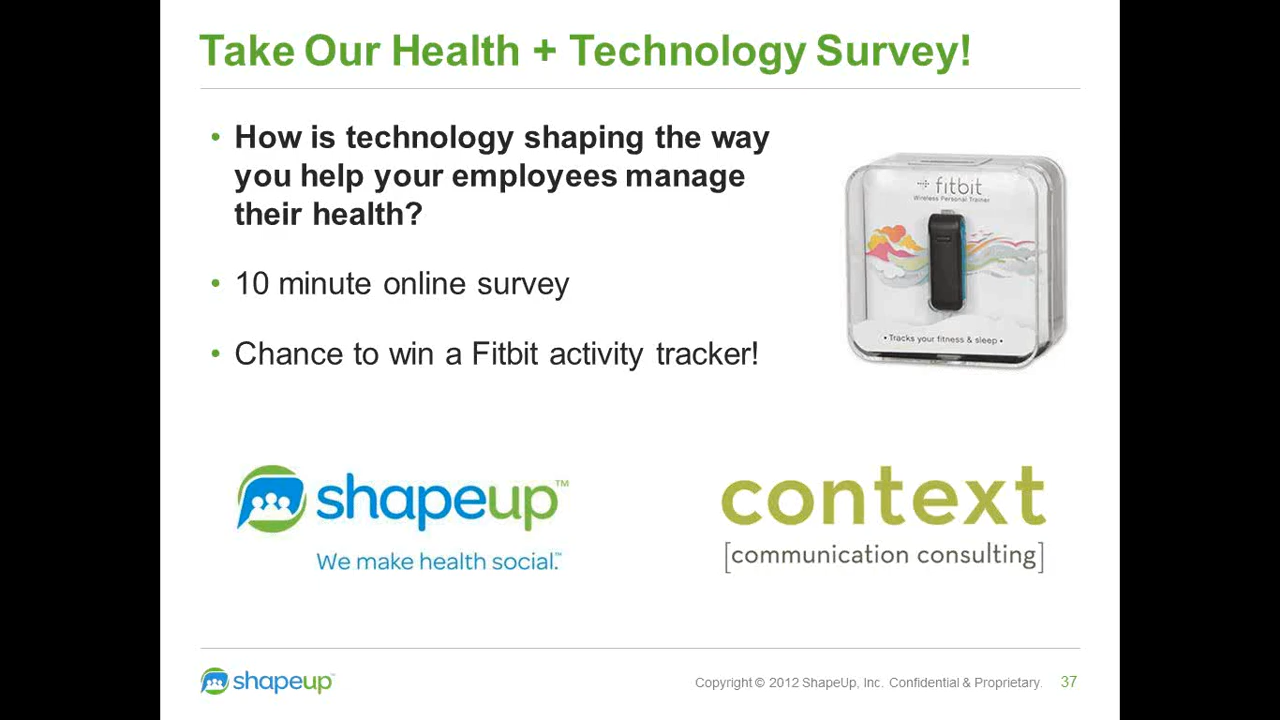 Take Our Health + Technology Survey!
• How is technology shaping the way
you help your employees manage
their health?
• 10 minute online survey
• Chance to win a Fitbit activity tracker!
fitbit
Wireless Personal Trainer
• Tracks your fitness & sleep •
shapeup™
We make health social.™
context
[communication consulting]
shapeup™
Copyright © 2012 ShapeUp, Inc. Confidential & Proprietary. 37